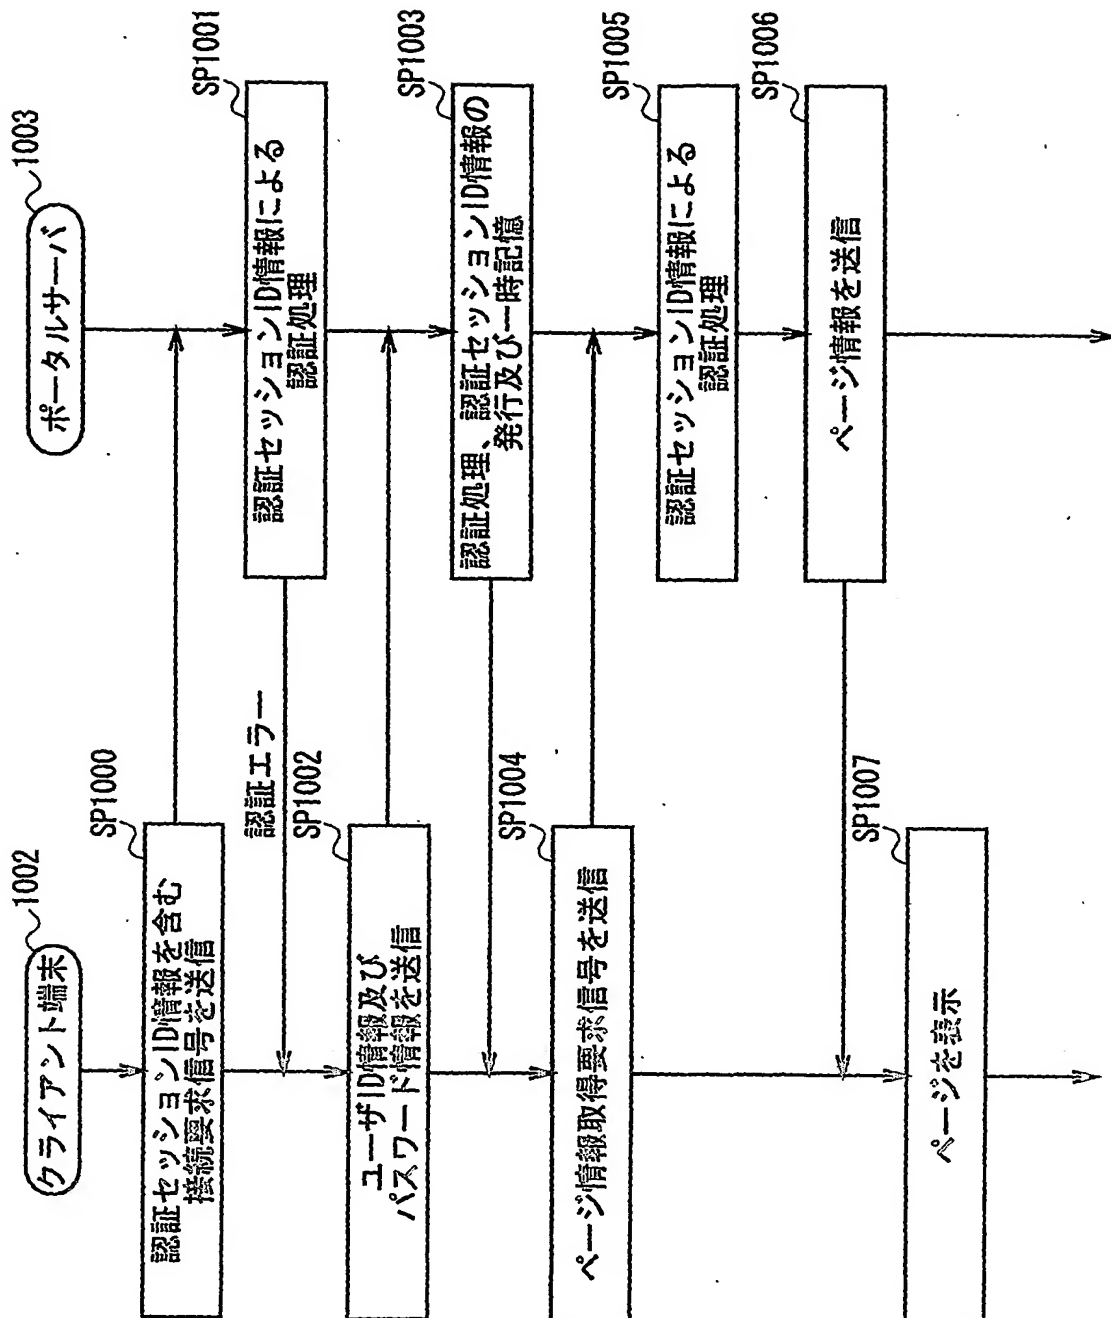 クライアント端末
1002
ポータルサーバ
1003
SP1000
認証セッションID情報を含む
接続要求信号を送信
SP1001
認証セッションID情報による
認証処理
認証エラー
SP1002
ユーザID情報及び
パスワード情報を送信
SP1003
認証処理、認証セッションID情報の
発行及び一時記憶
SP1004
ページ情報取得要求信号を送信
SP1005
認証セッションID情報による
認証処理
SP1006
ページ情報を送信
SP1007
ページを表示